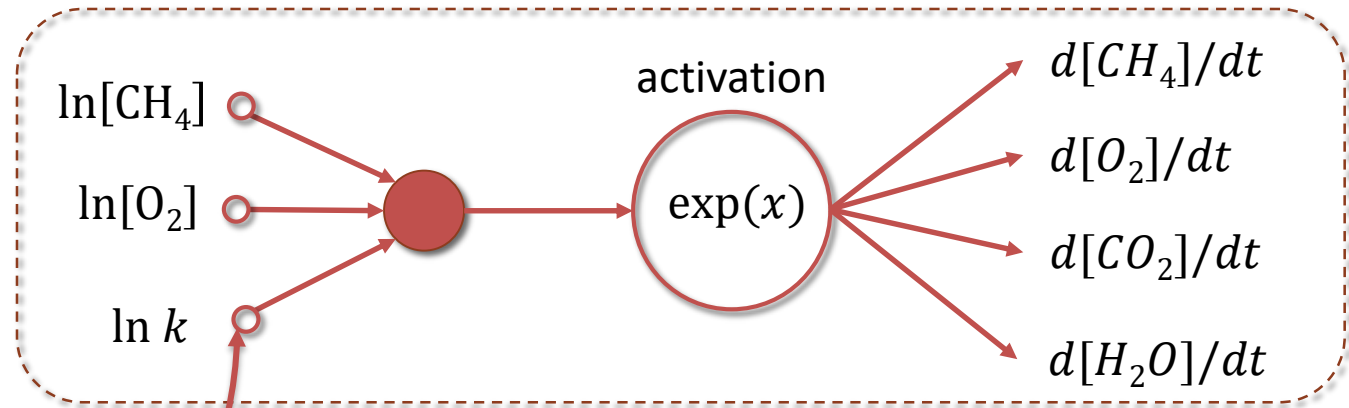 ln[CH₄]
ln[O₂]
ln k
activation
exp(x)
d[CH₄]/dt
d[O₂]/dt
d[CO₂]/dt
d[H₂O]/dt